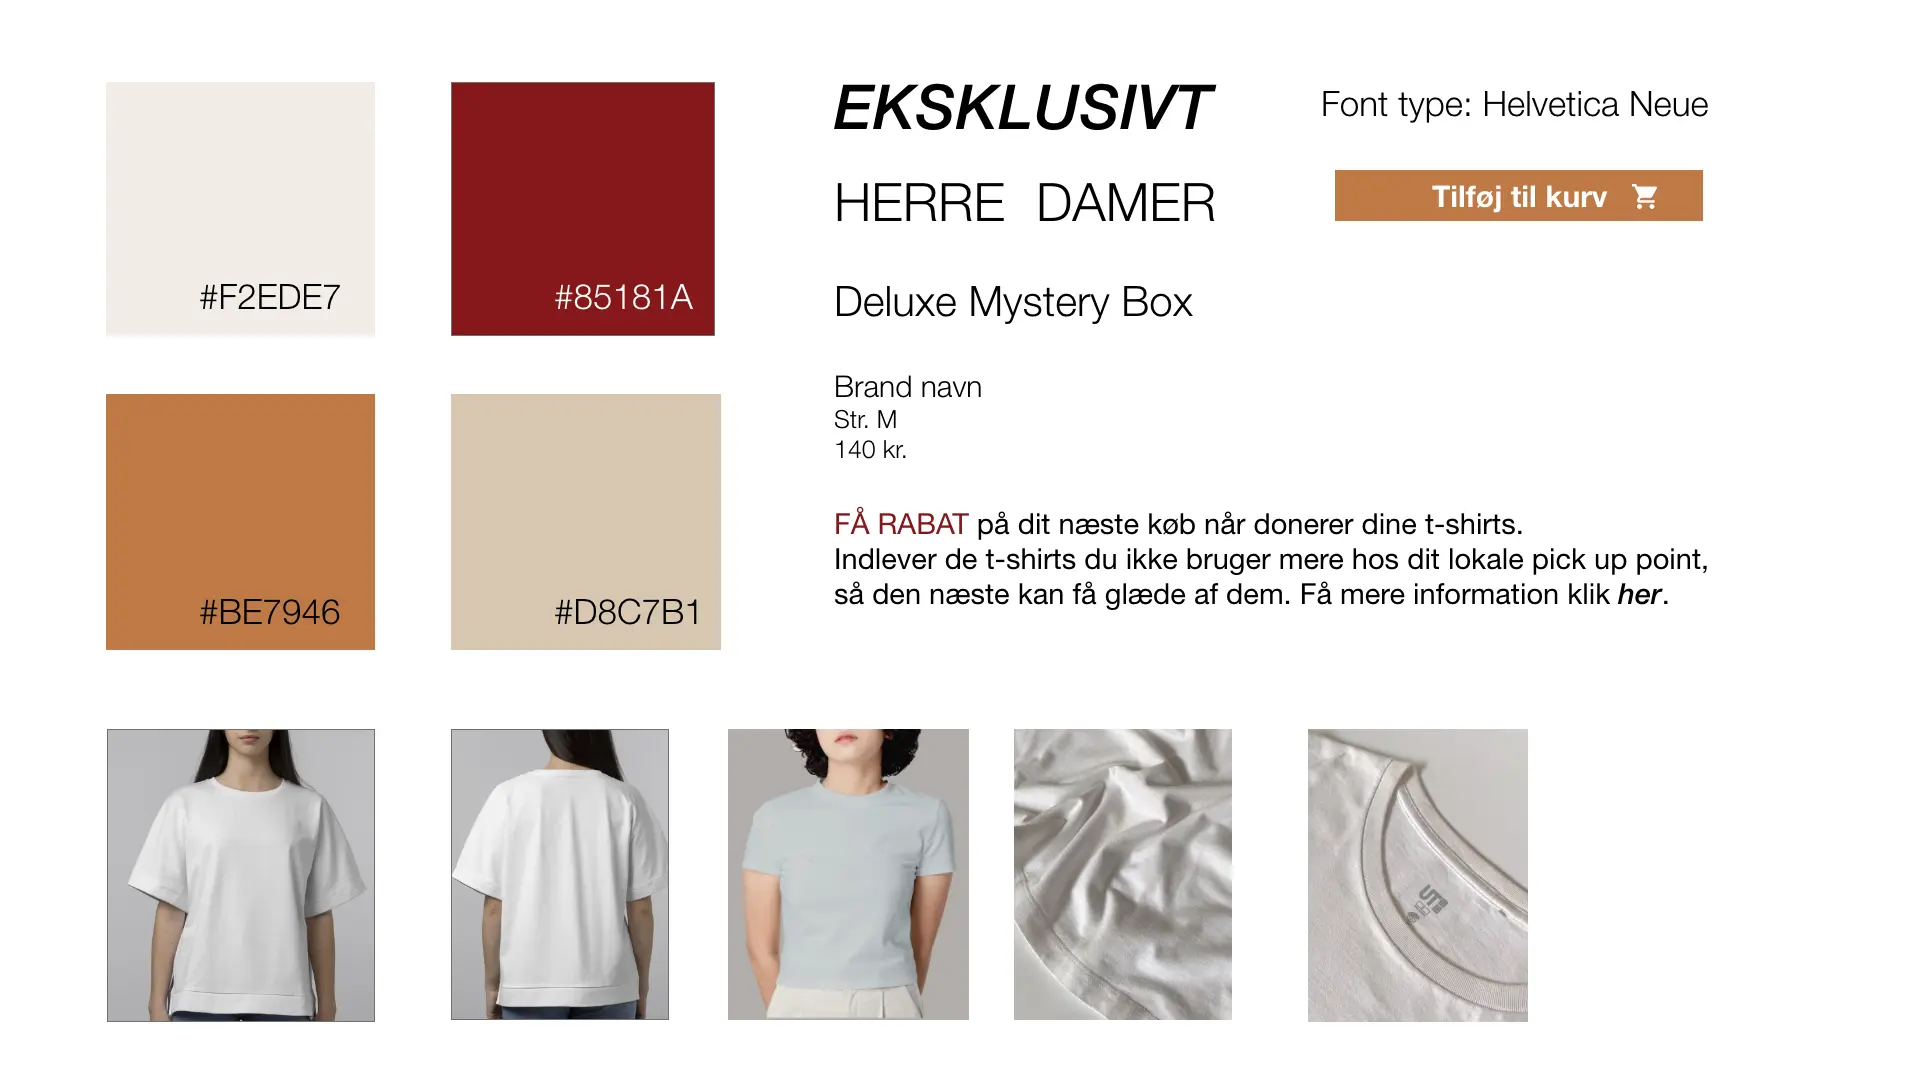 #F2EDE7
#85181A
#BE7946
#D8C7B1
EKSKLUSIVT
HERRE DAMER
Deluxe Mystery Box
Brand navn
Str. M
140 kr.
FÅ RABAT på dit næste køb når donerer dine t-shirts.
Indlever de t-shirts du ikke bruger mere hos dit lokale pick up point,
så den næste kan få glæde af dem. Få mere information klik her.
Font type: Helvetica Neue
Tilføj til kurv